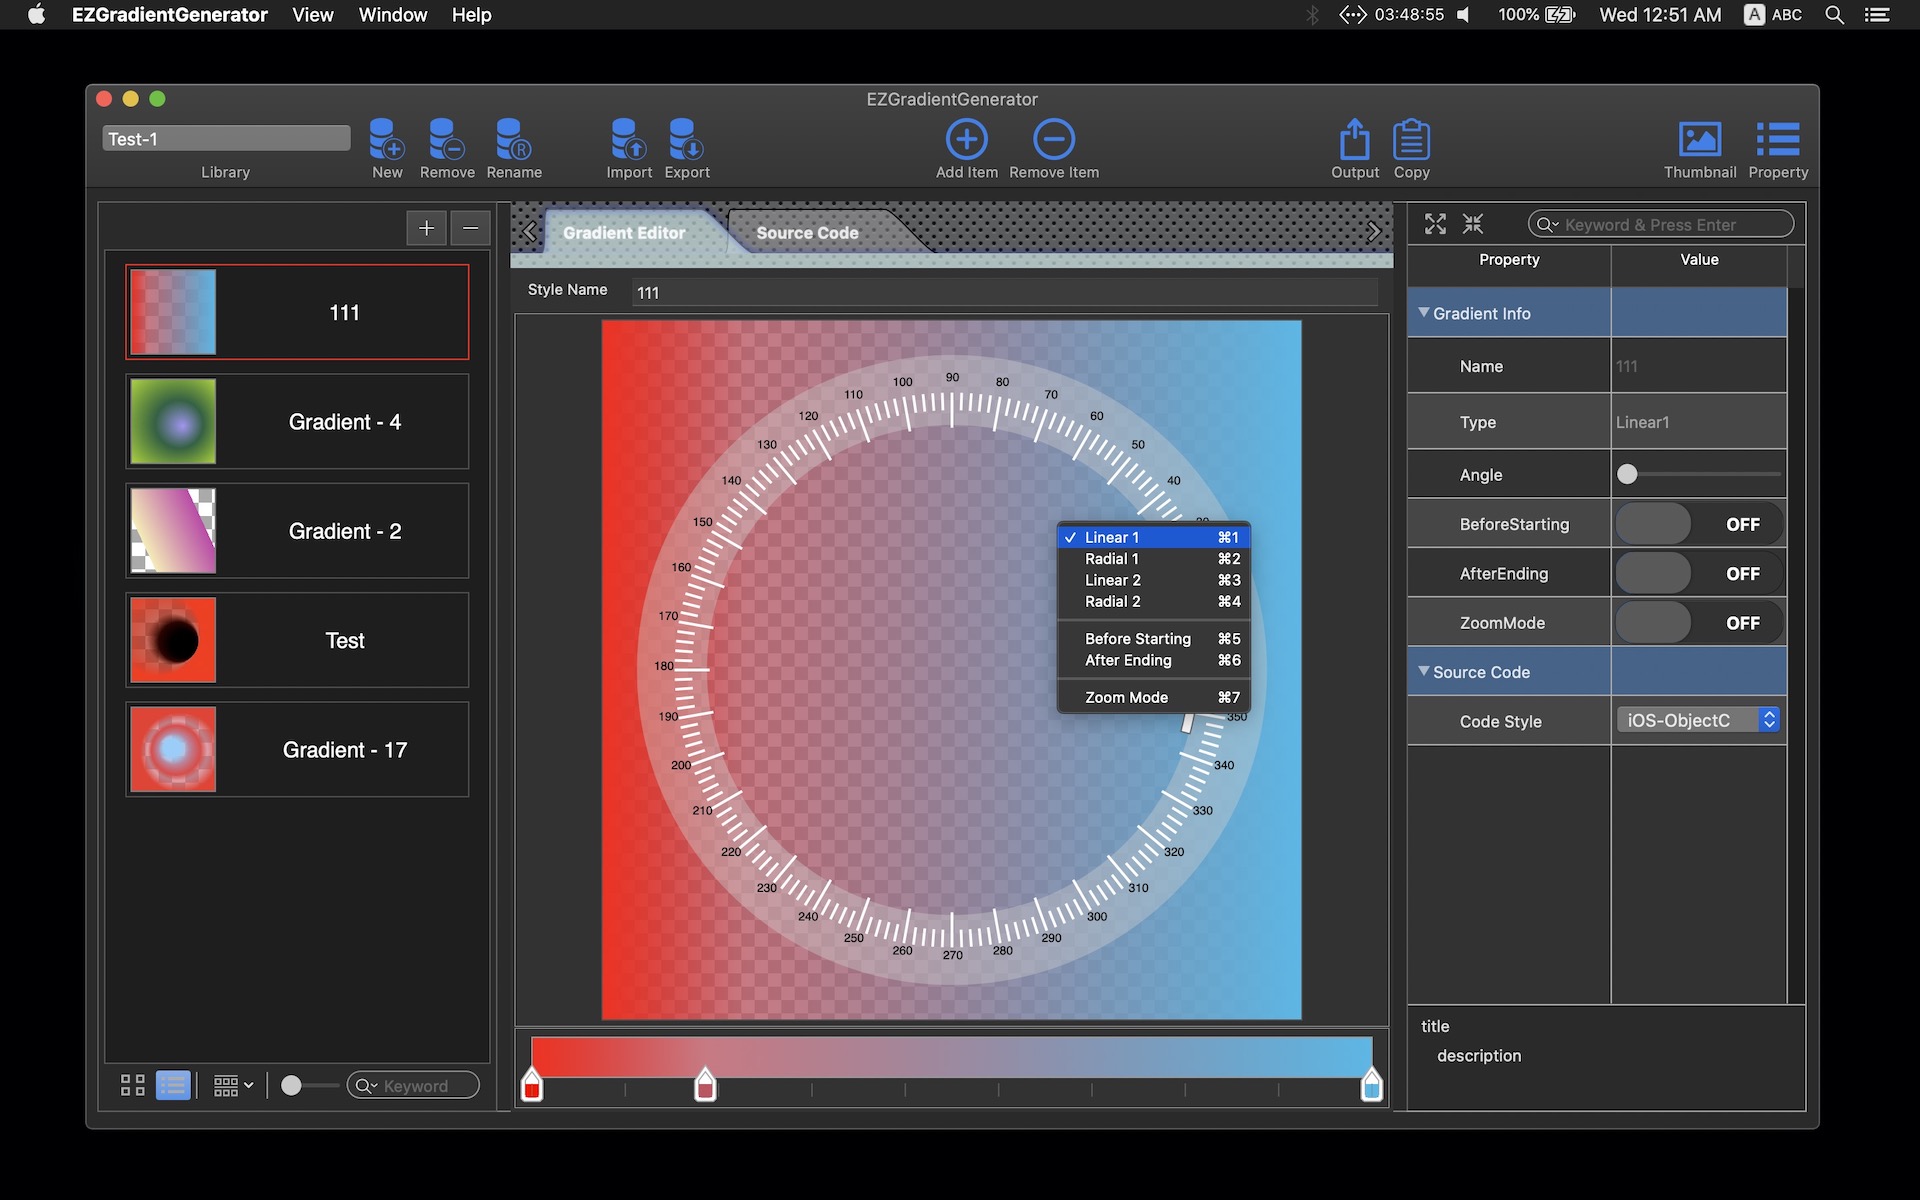 EZGradientGenerator View Window Help
03:48:55 100% Wed 12:51 AM A ABC
EZGradientGenerator
Test-1
Library New Remove Rename Import Export Add Item Remove Item Output Copy Thumbnail Property
R
Gradient Editor Source Code
Style Name 111
111
Gradient - 4
Gradient - 2
Test
Gradient - 17
Keyword
90
100 80
110 70
120 60
130 50
140 40
150
160
170
180
190 350
200 340
210 330
220 320
230 310
240 300
250 290
260 280
270
✓ Linear 1 ⌘1
Radial 1 ⌘2
Linear 2 ⌘3
Radial 2 ⌘4
Before Starting ⌘5
After Ending ⌘6
Zoom Mode ⌘7
Keyword & Press Enter
Property Value
Gradient Info
Name 111
Type Linear1
Angle
BeforeStarting OFF
AfterEnding OFF
ZoomMode OFF
Source Code
Code Style iOS-ObjectC
title
description